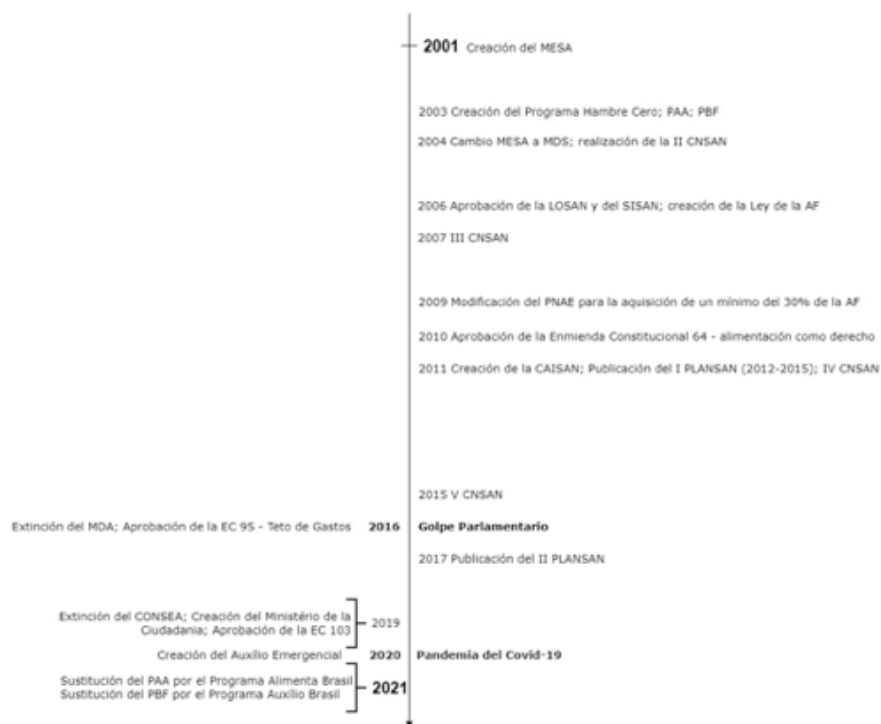 2001 Creación del MESA
2003 Creación del Programa Hambre Cero; PAA; PBF
2004 Cambio MESA a MDS; realización de la II CNSAN
2006 Aprobación de la LOSAN y del SISAN; creación de la Ley de la AF
2007 III CNSAN
2009 Modificación del PNAE para la aquisición de un mínimo del 30% de la AF
2010 Aprobación de la Enmienda Constitucional 64 - alimentación como derecho
2011 Creación de la CAISAN; Publicación del I PLANSAN (2012-2015); IV CNSAN
2015 V CNSAN
Extinción del MDA; Aprobación de la EC 95 - Teto de Gastos 2016 Golpe Parlamentario
2017 Publicación del II PLANSAN
Extinción del CONSEA; Creación del Ministério de la
Ciudadania; Aprobación de la EC 103
2019
Creación del Auxílio Emergencial 2020 Pandemia del Covid-19
Sustitución del PAA por el Programa Alimenta Brasil
Sustitución del PBF por el Programa Auxílio Brasil
2021